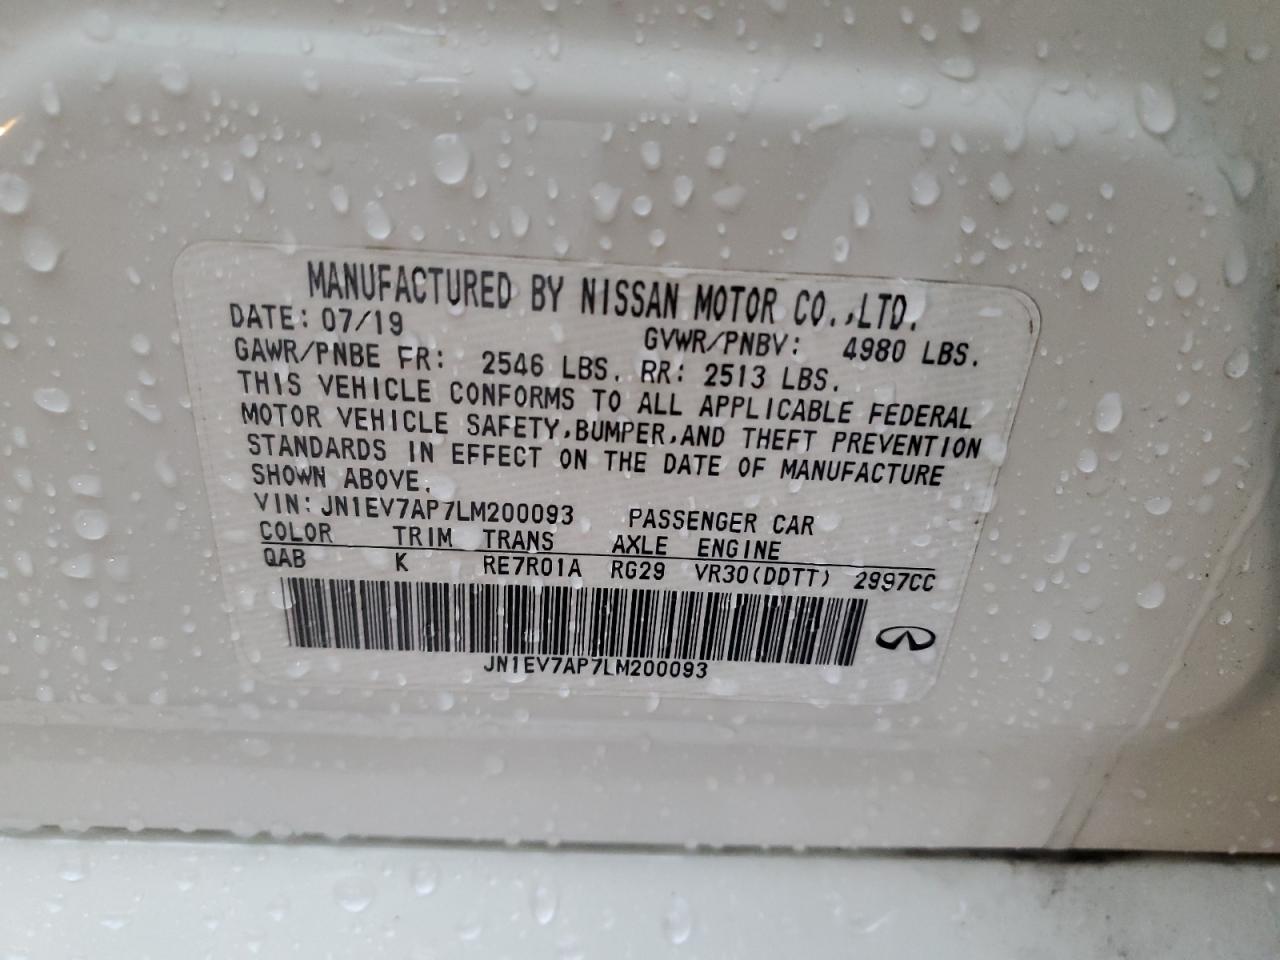 MANUFACTURED BY NISSAN MOTOR CO.,LTD.
DATE: 07/19 GVWR/PNBV: 4980 LBS.
GAWR/PNBE FR: 2546 LBS. RR: 2513 LBS.
THIS VEHICLE CONFORMS TO ALL APPLICABLE FEDERAL
MOTOR VEHICLE SAFETY,BUMPER,AND THEFT PREVENTION
STANDARDS IN EFFECT ON THE DATE OF MANUFACTURE
SHOWN ABOVE.
VIN: JN1EV7AP7LM200093 PASSENGER CAR
COLOR TRIM TRANS AXLE ENGINE
QAB K RE7R01A RG29 VR30(DDTT) 2997CC
JN1EV7AP7LM200093